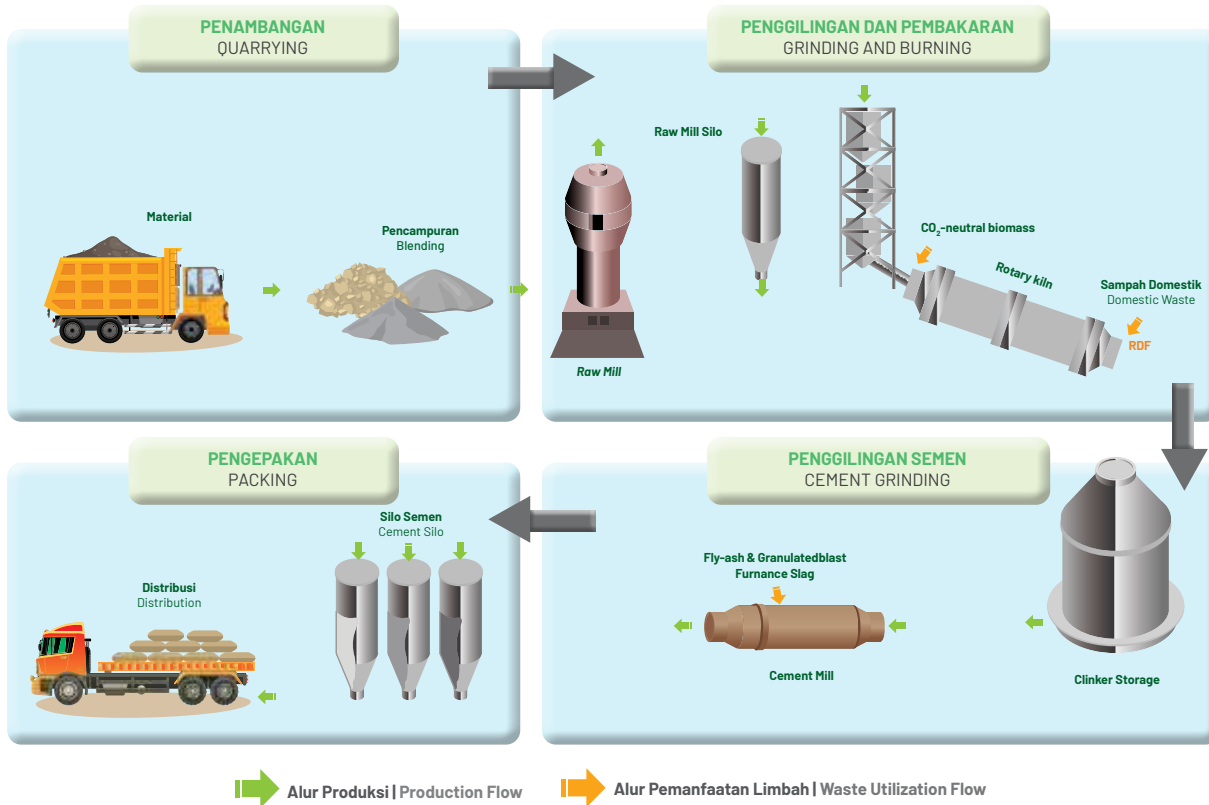 PENAMBANGAN
QUARRYING
PENGGILINGAN DAN PEMBAKARAN
GRINDING AND BURNING
Material
Pencampuran
Blending
Raw Mill Silo
Raw Mill
CO₂-neutral biomass
Rotary kiln
Sampah Domestik
Domestic Waste
RDF
PENGEPAKAN
PACKING
PENGGILINGAN SEMEN
CEMENT GRINDING
Silo Semen
Cement Silo
Distribusi
Distribution
Fly-ash & Granulatedblast
Furnance Slag
Cement Mill
Clinker Storage
Alur Produksi | Production Flow
Alur Pemanfaatan Limbah | Waste Utilization Flow